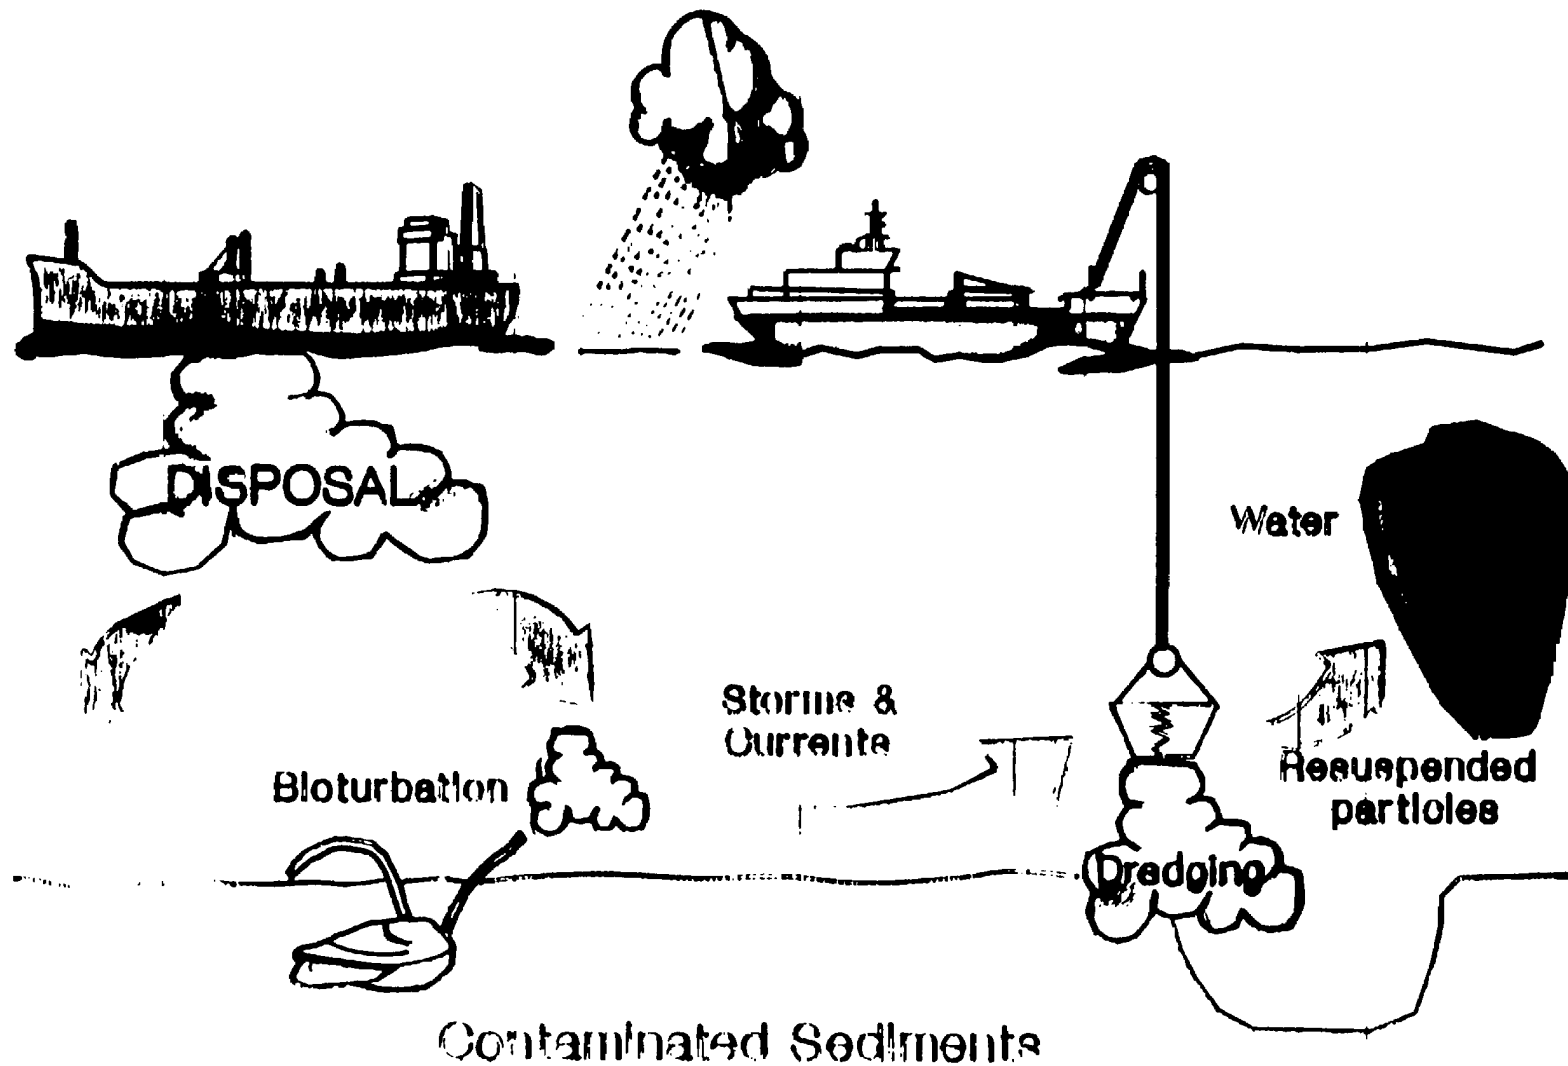 DISPOSAL
Water
Storms &
Currents
Bioturbation
Resuspended
particles
Dredging
Contaminated Sediments